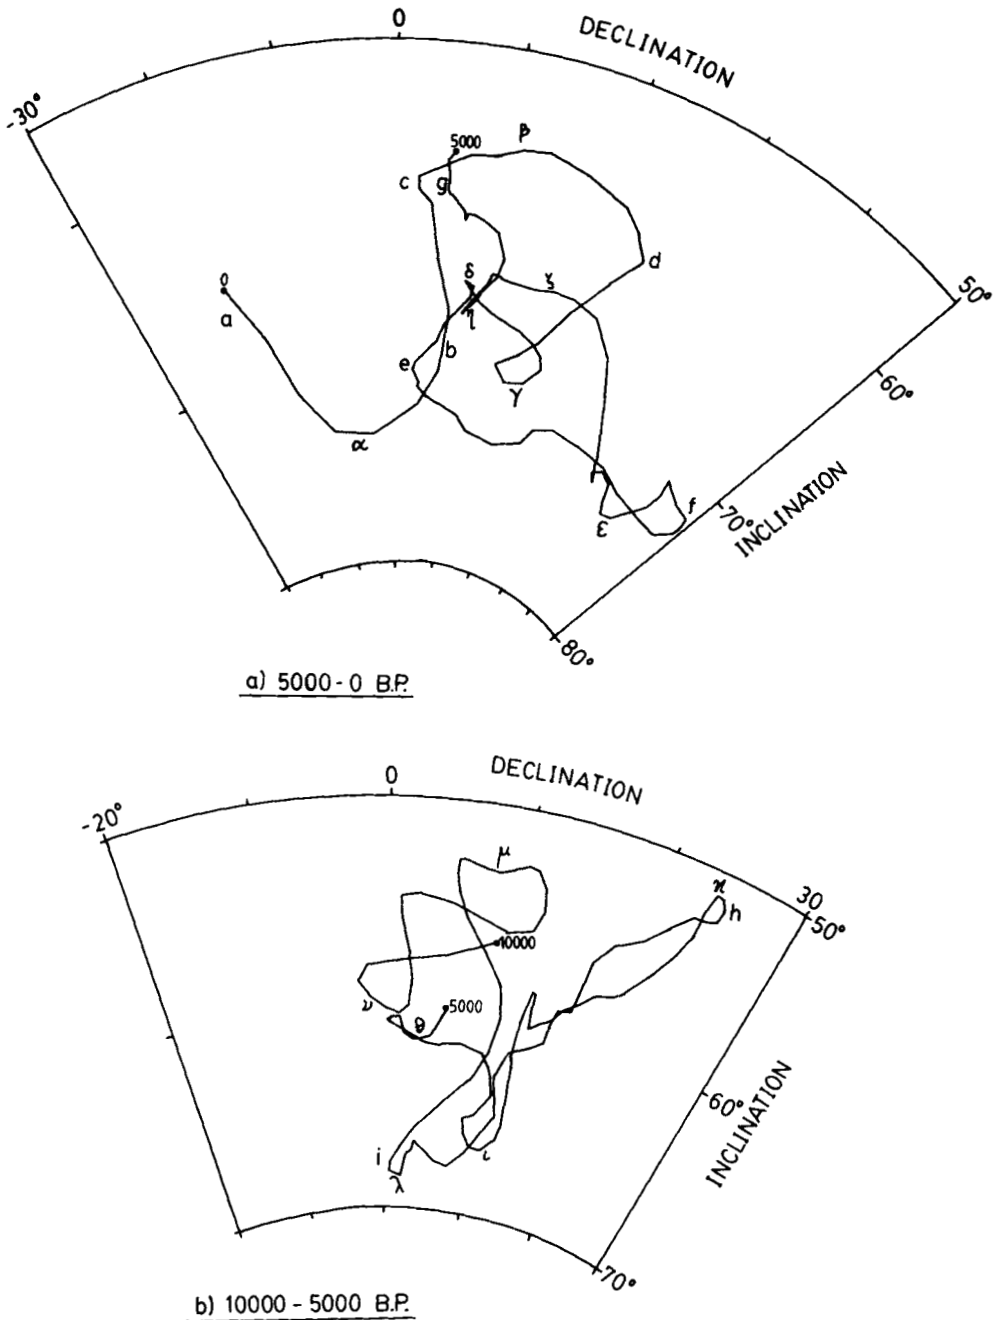 0
DECLINATION
-30°
5000
β
c
g
d
δ
ξ
0
a
50°
η
b
e
60°
γ
α
f
70°
ε
INCLINATION
80°
a) 5000-0 B.P.
DECLINATION
0
-20°
μ
ϰ
30
h
50°
10000
ν
5000
θ
60°
INCLINATION
i
ι
λ
70°
b) 10000-5000 B.P.